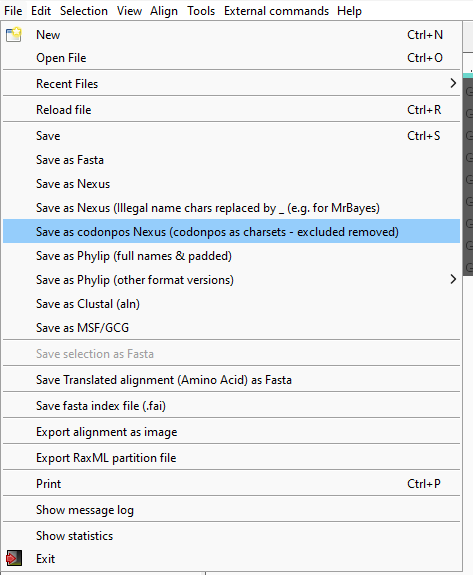 File Edit Selection View Align Tools External commands Help
New Ctrl+N
Open File Ctrl+O
Recent Files
Reload file Ctrl+R
Save Ctrl+S
Save as Fasta
Save as Nexus
Save as Nexus (Illegal name chars replaced by _ (e.g. for MrBayes)
Save as codonpos Nexus (codonpos as charsets - excluded removed)
Save as Phylip (full names & padded)
Save as Phylip (other format versions)
Save as Clustal (aln)
Save as MSF/GCG
Save selection as Fasta
Save Translated alignment (Amino Acid) as Fasta
Save fasta index file (.fai)
Export alignment as image
Export RaxML partition file
Print Ctrl+P
Show message log
Show statistics
Exit